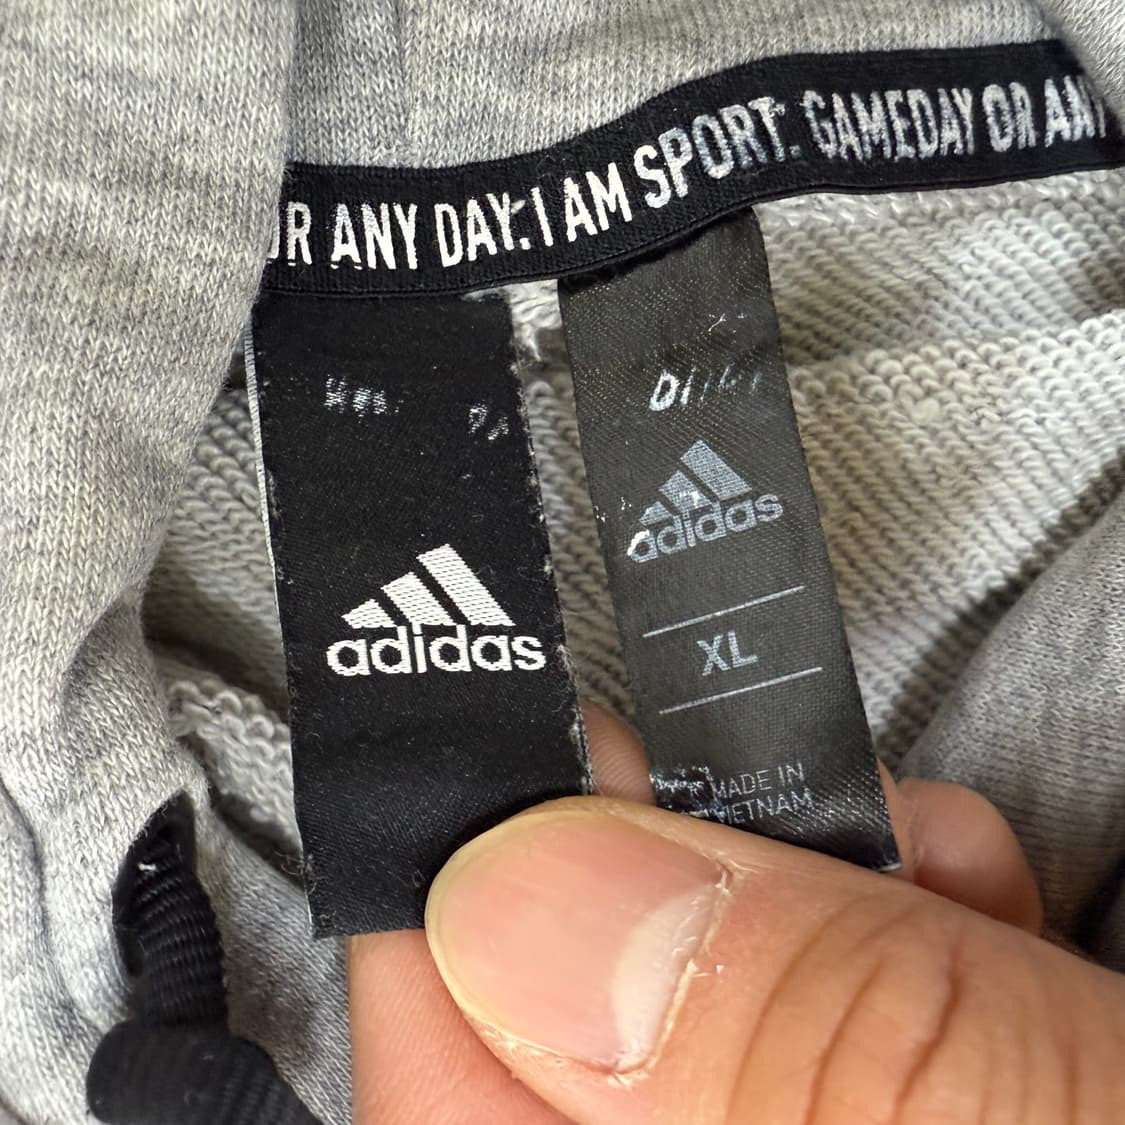 OR ANY DAY. I AM SPORT. GAMEDAY OR ANY
adidas
adidas
XL
MADE IN
VIETNAM